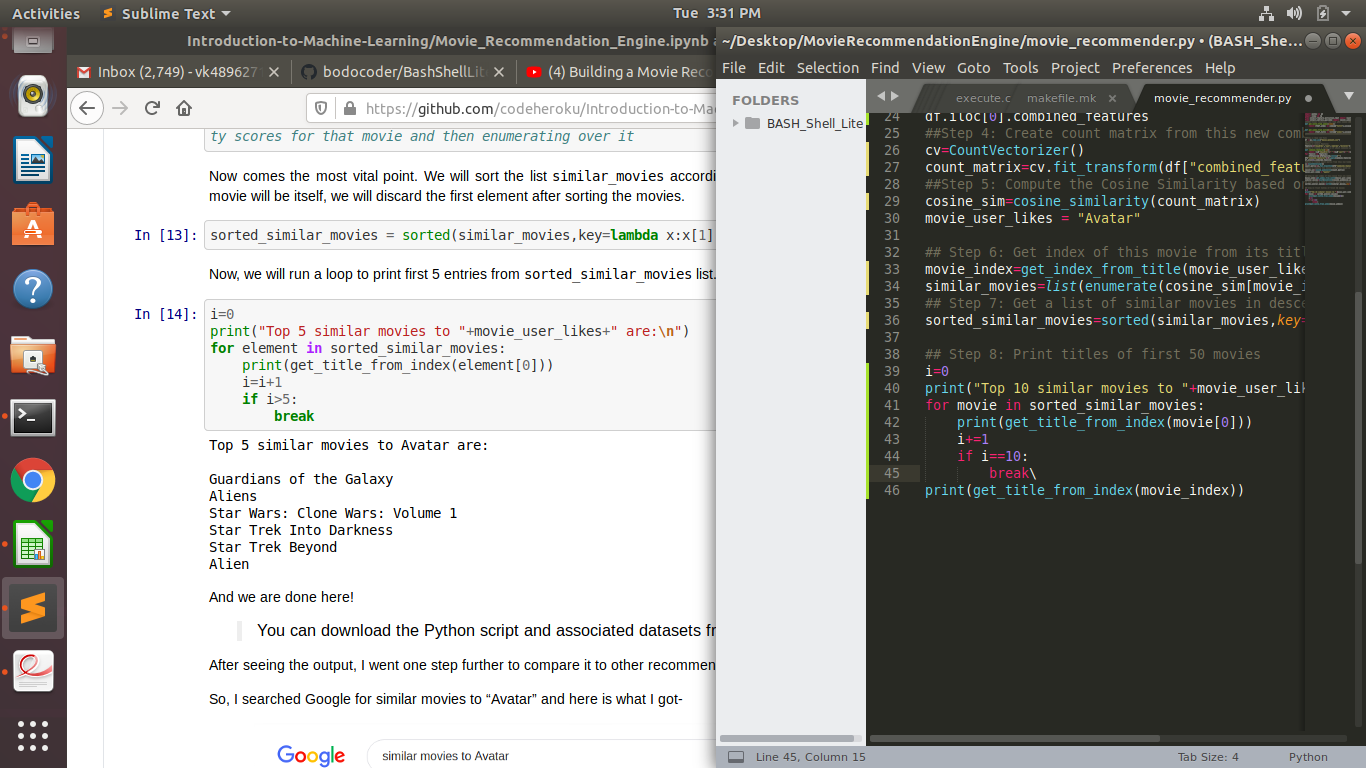 Activities
Sublime Text
Tue 3:31 PM
Introduction-to-Machine-Learning/Movie_Recommendation_Engine.ipynb
Inbox (2,749) - vk489627
bodocoder/BashShellLite
(4) Building a Movie Reco
https://github.com/codeheroku/Introduction-to-Ma
ty scores for that movie and then enumerating over it
Now comes the most vital point. We will sort the list similar_movies accordi
movie will be itself, we will discard the first element after sorting the movies.
In [13]:
sorted_similar_movies = sorted(similar_movies,key=lambda x:x[1]
Now, we will run a loop to print first 5 entries from sorted_similar_movies list.
In [14]:
i=0
print("Top 5 similar movies to "+movie_user_likes+" are:\n")
for element in sorted_similar_movies:
    print(get_title_from_index(element[0]))
    i=i+1
    if i>5:
        break
Top 5 similar movies to Avatar are:
Guardians of the Galaxy
Aliens
Star Wars: Clone Wars: Volume 1
Star Trek Into Darkness
Star Trek Beyond
Alien
And we are done here!
You can download the Python script and associated datasets fr
After seeing the output, I went one step further to compare it to other recommen
So, I searched Google for similar movies to “Avatar” and here is what I got-
Google
similar movies to Avatar
~/Desktop/MovieRecommendationEngine/movie_recommender.py • (BASH_She...
File Edit Selection Find View Goto Tools Project Preferences Help
FOLDERS
BASH_Shell_Lite
execute.c
makefile.mk
movie_recommender.py
24 df.iloc[0].combined_features
25 ##Step 4: Create count matrix from this new com
26 cv=CountVectorizer()
27 count_matrix=cv.fit_transform(df["combined_feat
28 ##Step 5: Compute the Cosine Similarity based o
29 cosine_sim=cosine_similarity(count_matrix)
30 movie_user_likes = "Avatar"
31
32 ## Step 6: Get index of this movie from its titl
33 movie_index=get_index_from_title(movie_user_like
34 similar_movies=list(enumerate(cosine_sim[movie_i
35 ## Step 7: Get a list of similar movies in desce
36 sorted_similar_movies=sorted(similar_movies,key=
37
38 ## Step 8: Print titles of first 50 movies
39 i=0
40 print("Top 10 similar movies to "+movie_user_lik
41 for movie in sorted_similar_movies:
42     print(get_title_from_index(movie[0]))
43     i+=1
44     if i==10:
45         break\
46 print(get_title_from_index(movie_index))
Line 45, Column 15
Tab Size: 4
Python